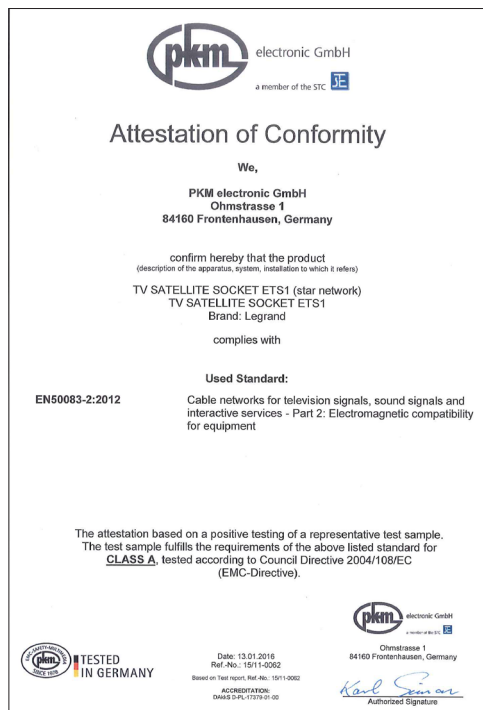 pkm electronic GmbH
a member of the STC
Attestation of Conformity
We,
PKM electronic GmbH
Ohmstrasse 1
84160 Frontenhausen, Germany
confirm hereby that the product
(description of the apparatus, system, installation to which it refers)
TV SATELLITE SOCKET ETS1 (star network)
TV SATELLITE SOCKET ETS1
Brand: Legrand
complies with
Used Standard:
EN50083-2:2012 Cable networks for television signals, sound signals and
interactive services - Part 2: Electromagnetic compatibility
for equipment
The attestation based on a positive testing of a representative test sample.
The test sample fulfills the requirements of the above listed standard for
CLASS A, tested according to Council Directive 2004/108/EC
(EMC-Directive).
pkm electronic GmbH
a member of the STC
Ohmstrasse 1
84160 Frontenhausen, Germany
pkm
SINCE 1978
TESTED
IN GERMANY
Date: 13.01.2016
Ref.-No.: 15/11-0062
Based on Test report, Ref.-No.: 15/11-0062
ACCREDITATION:
DAkkS D-PL-17379-01-00
Karl
Authorized Signature